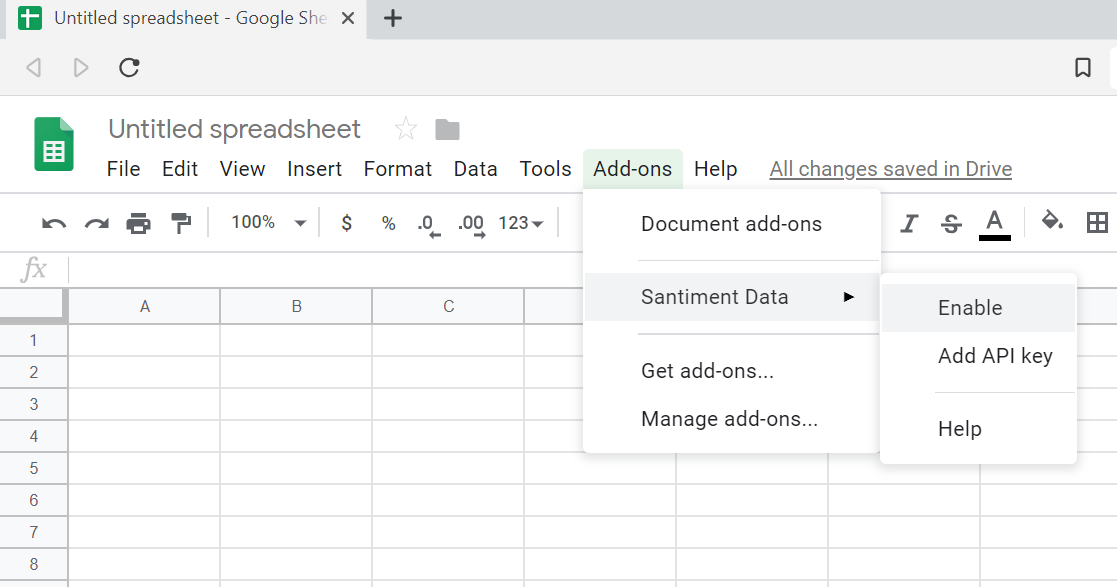 Untitled spreadsheet - Google She
Untitled spreadsheet
File Edit View Insert Format Data Tools Add-ons Help All changes saved in Drive
100% $ % .0 .00 123 I S A
Document add-ons
fx
Santiment Data
Enable
A B C
Add API key
1
Get add-ons...
2
3
Manage add-ons...
Help
4
5
6
7
8